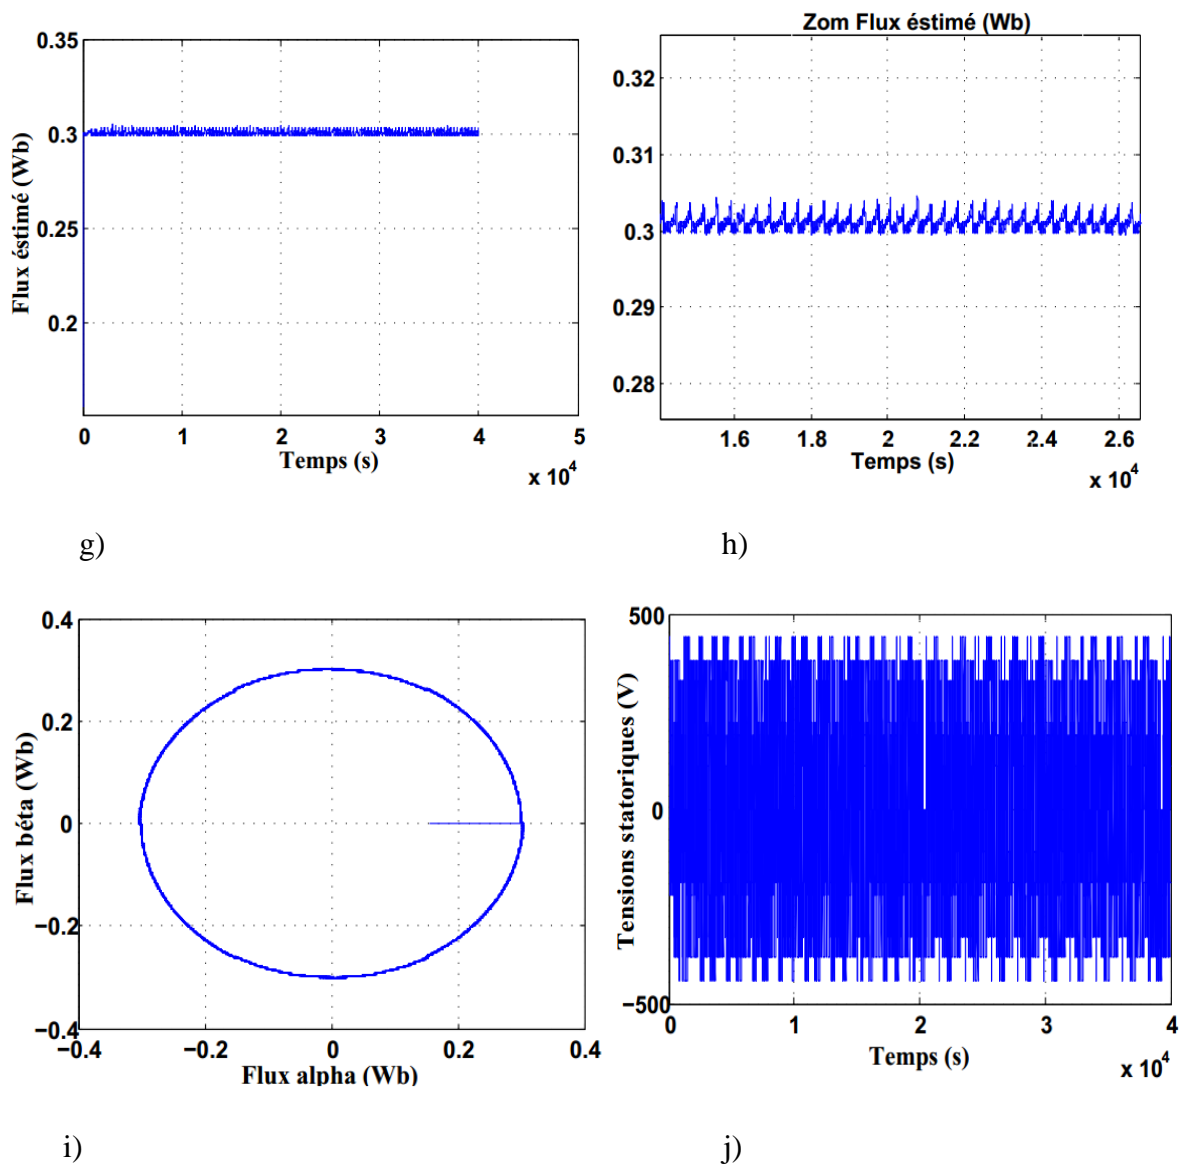 0.35
0.3
0.25
0.2
Flux éstimé (Wb)
0 1 2 3 4 5
Temps (s)
x 10^4
Zom Flux éstimé (Wb)
0.32
0.31
0.3
0.29
0.28
1.6 1.8 2 2.2 2.4 2.6
Temps (s)
x 10^4
g)
h)
0.4
0.2
0
−0.2
−0.4
Flux béta (Wb)
−0.4 −0.2 0 0.2 0.4
Flux alpha (Wb)
500
0
−500
Tensions statoriques (V)
0 1 2 3 4
Temps (s)
x 10^4
i)
j)